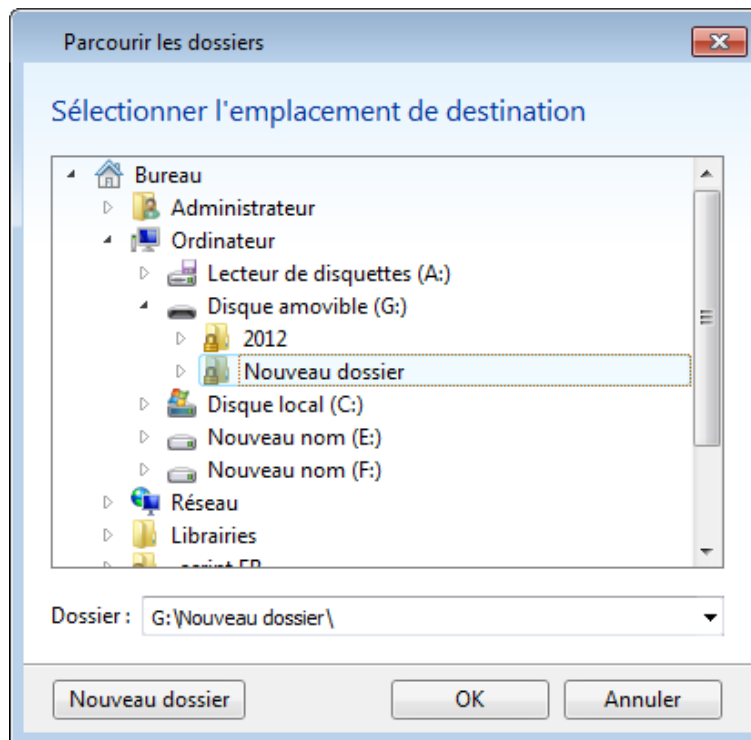 Parcourir les dossiers
Sélectionner l'emplacement de destination
Bureau
Administrateur
Ordinateur
Lecteur de disquettes (A:)
Disque amovible (G:)
2012
Nouveau dossier
Disque local (C:)
Nouveau nom (E:)
Nouveau nom (F:)
Réseau
Librairies
Dossier : G:\Nouveau dossier\
Nouveau dossier OK Annuler